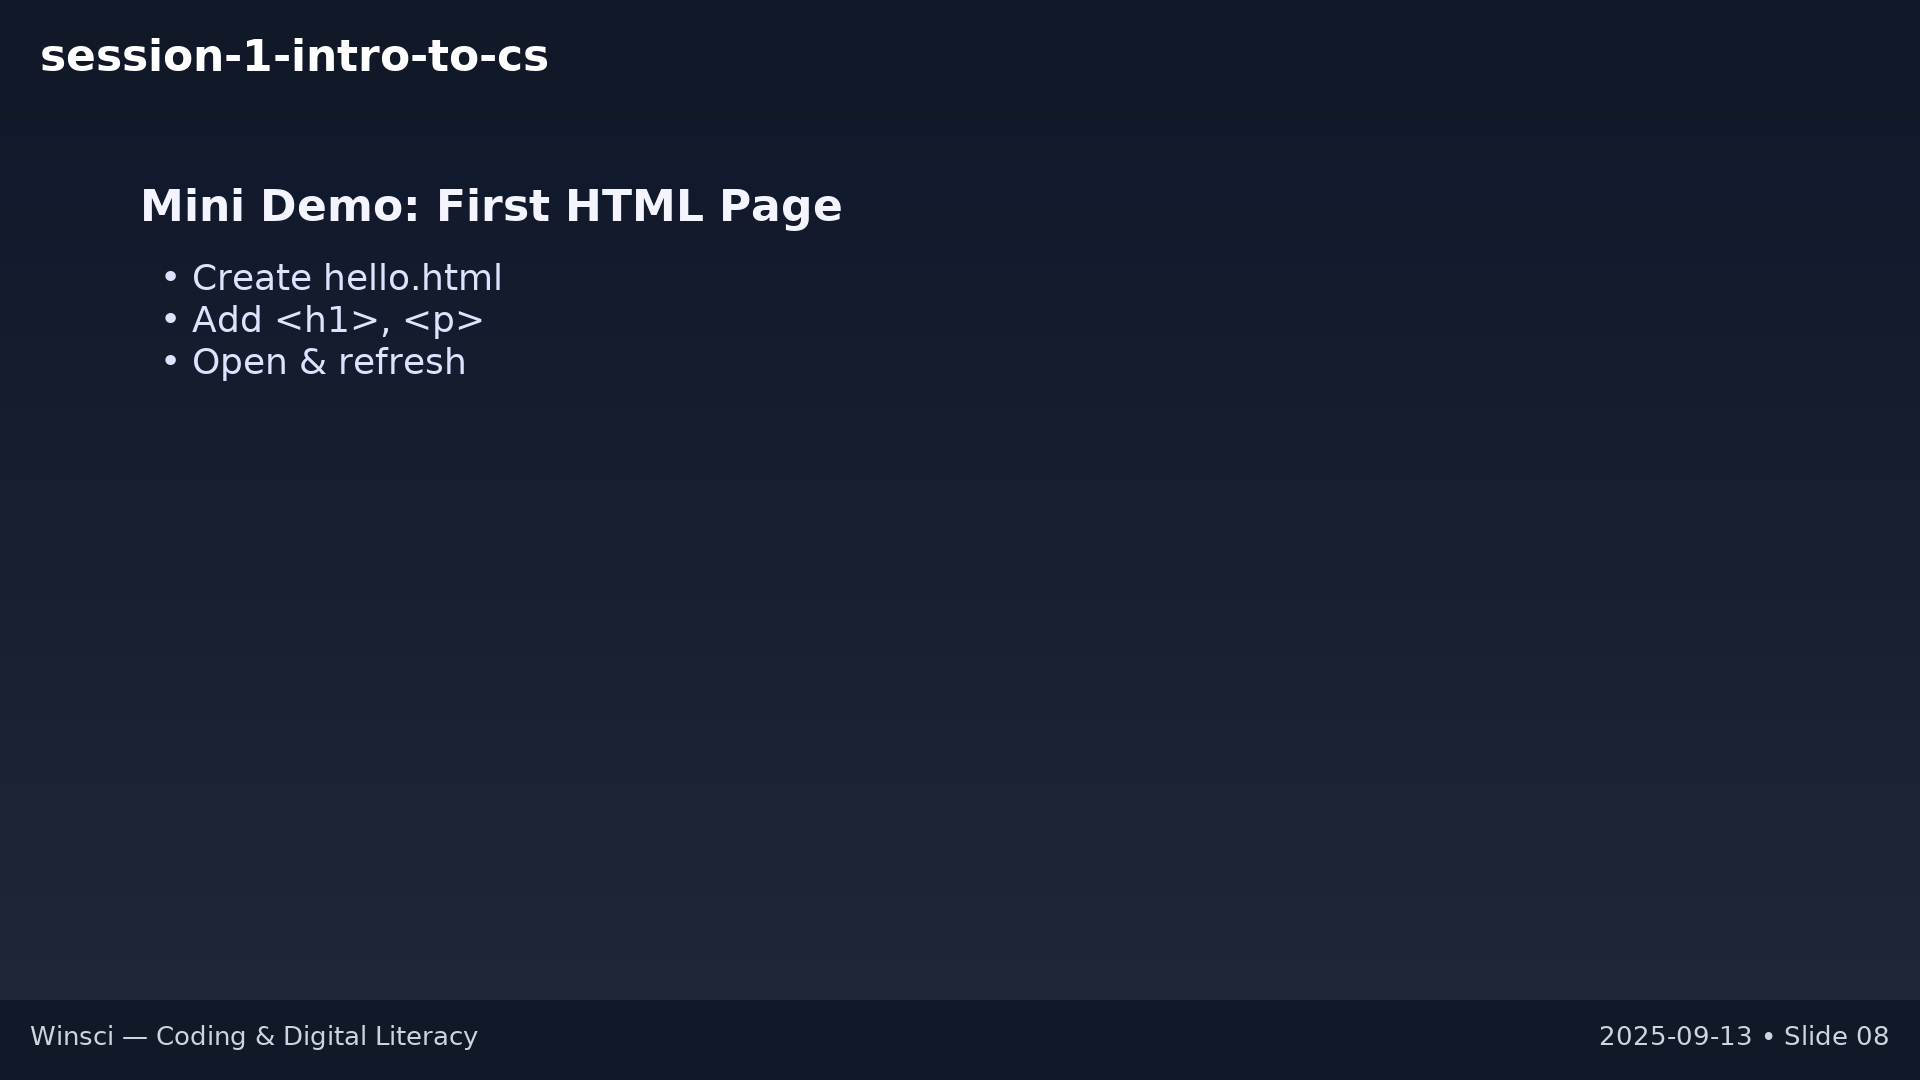 session-1-intro-to-cs
Mini Demo: First HTML Page
• Create hello.html
• Add <h1>, <p>
• Open & refresh
Winsci — Coding & Digital Literacy
2025-09-13 • Slide 08